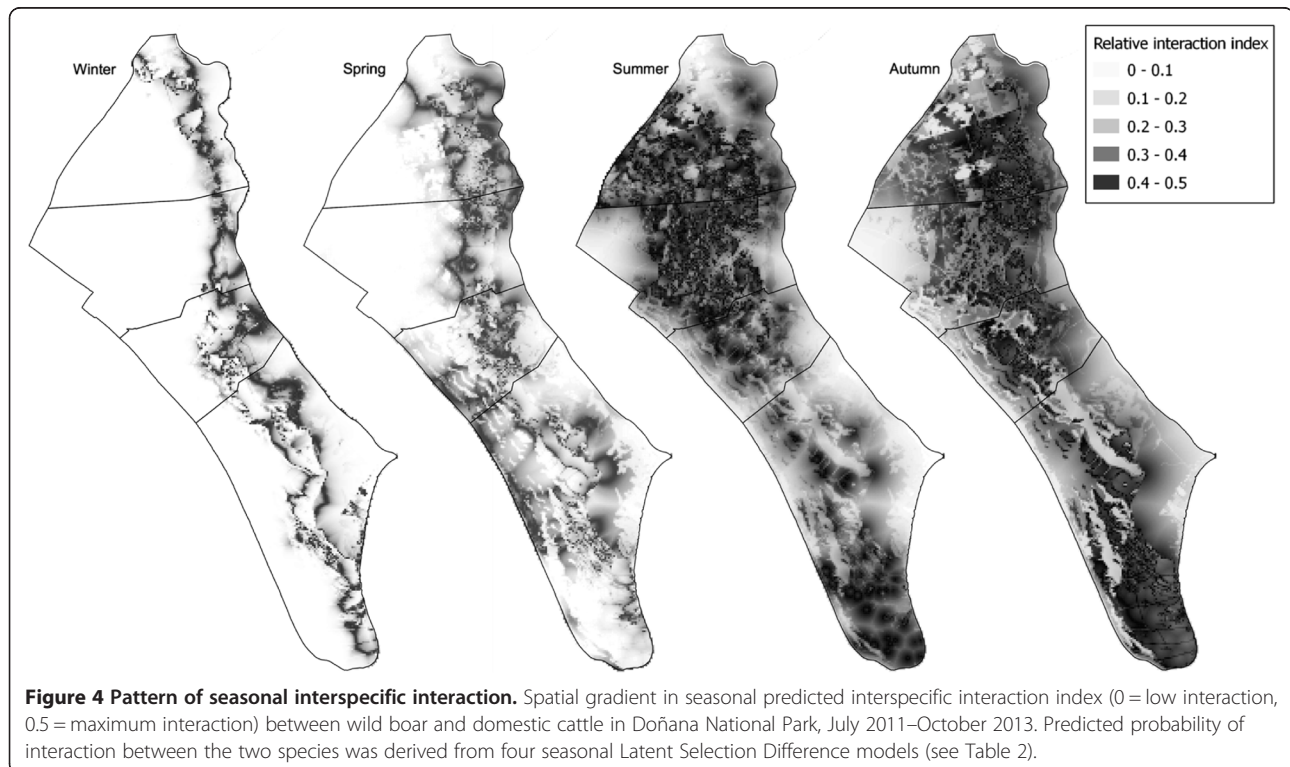 Winter
Spring
Summer
Autumn
Relative interaction index
0 - 0.1
0.1 - 0.2
0.2 - 0.3
0.3 - 0.4
0.4 - 0.5
Figure 4 Pattern of seasonal interspecific interaction. Spatial gradient in seasonal predicted interspecific interaction index (0 = low interaction,
0.5 = maximum interaction) between wild boar and domestic cattle in Doñana National Park, July 2011–October 2013. Predicted probability of
interaction between the two species was derived from four seasonal Latent Selection Difference models (see Table 2).